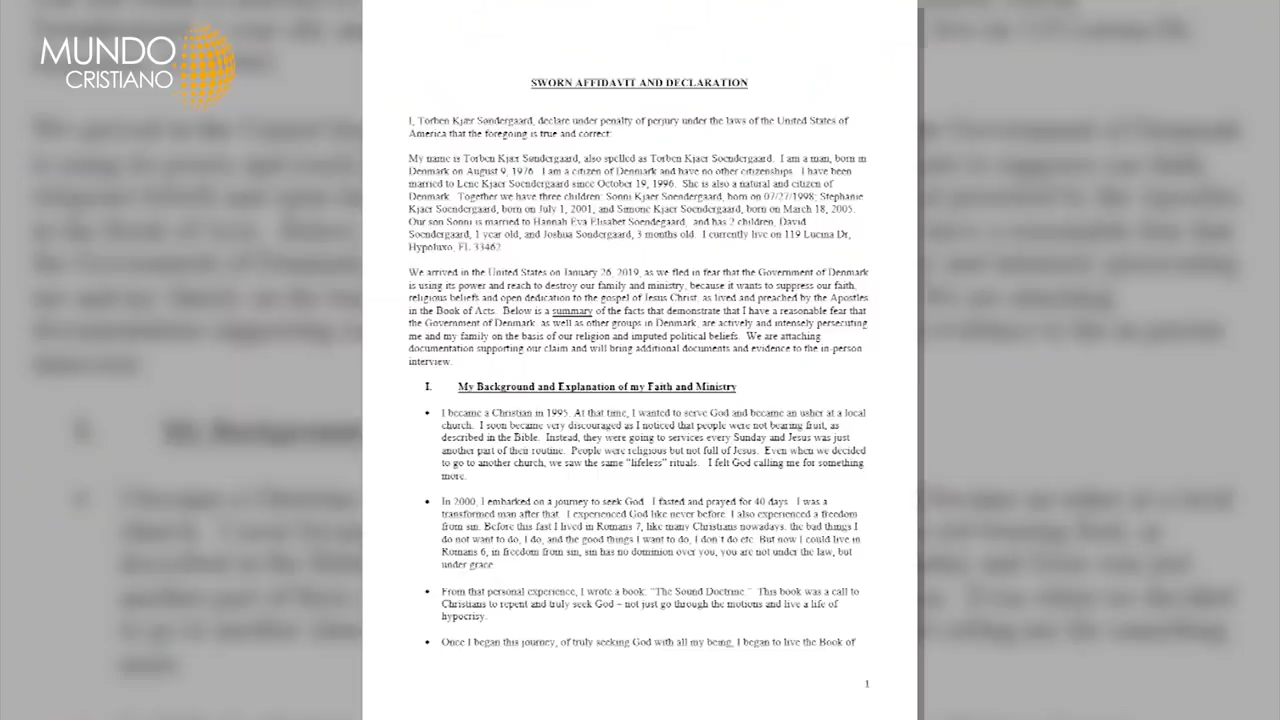 MUNDO
CRISTIANO
SWORN AFFIDAVIT AND DECLARATION
I, Torben Kjær Søndergaard, declare under penalty of perjury under the laws of the United States of
America that the foregoing is true and correct:
My name is Torben Kjær Søndergaard, also spelled as Torben Kjaer Soendergaard. I am a man, born in
Denmark on August 9, 1976. I am a citizen of Denmark and have no other citizenships. I have been
married to Lene Kjaer Soendergaard since October 19, 1996. She is also a natural and citizen of
Denmark. Together we have three children: Sonni Kjaer Soendergaard, born on 07/27/1998; Stephanie
Kjaer Soendergaard, born on July 1, 2001, and Simone Kjaer Soendergaard, born on March 18, 2005.
Our son Sonni is married to Hannah Eva Elisabet Soendegaard, and has 2 children, David
Soendergaard, 1 year old, and Joshua Søndergaard, 3 months old. I currently live on 119 Lucina Dr,
Hypoluxo, FL 33462.
We arrived in the United States on January 26, 2019, as we fled in fear that the Government of Denmark
is using its power and reach to destroy our family and ministry, because it wants to suppress our faith,
religious beliefs and open dedication to the gospel of Jesus Christ, as lived and preached by the Apostles
in the Book of Acts. Below is a summary of the facts that demonstrate that I have a reasonable fear that
the Government of Denmark, as well as other groups in Denmark, are actively and intensely persecuting
me and my family on the basis of our religion and imputed political beliefs. We are attaching
documentation supporting our claim and will bring additional documents and evidence to the in-person
interview.
I. My Background and Explanation of my Faith and Ministry
• I became a Christian in 1995. At that time, I wanted to serve God and became an usher at a local
church. I soon became very discouraged as I noticed that people were not bearing fruit, as
described in the Bible. Instead, they were going to services every Sunday and Jesus was just
another part of their routine. People were religious but not full of Jesus. Even when we decided
to go to another church, we saw the same “lifeless” rituals. I felt God calling me for something
more.
• In 2000, I embarked on a journey to seek God. I fasted and prayed for 40 days. I was a
transformed man after that. I experienced God like never before. I also experienced a freedom
from sin. Before this fast I lived in Romans 7, like many Christians nowadays. the bad things I
do not want to do, I do, and the good things I want to do, I don´t do etc. But now I could live in
Romans 6, in freedom from sin, sin has no dominion over you, you are not under the law, but
under grace.
• From that personal experience, I wrote a book: “The Sound Doctrine.” This book was a call to
Christians to repent and truly seek God – not just go through the motions and live a life of
hypocrisy.
• Once I began this journey, of truly seeking God with all my being, I began to live the Book of
1